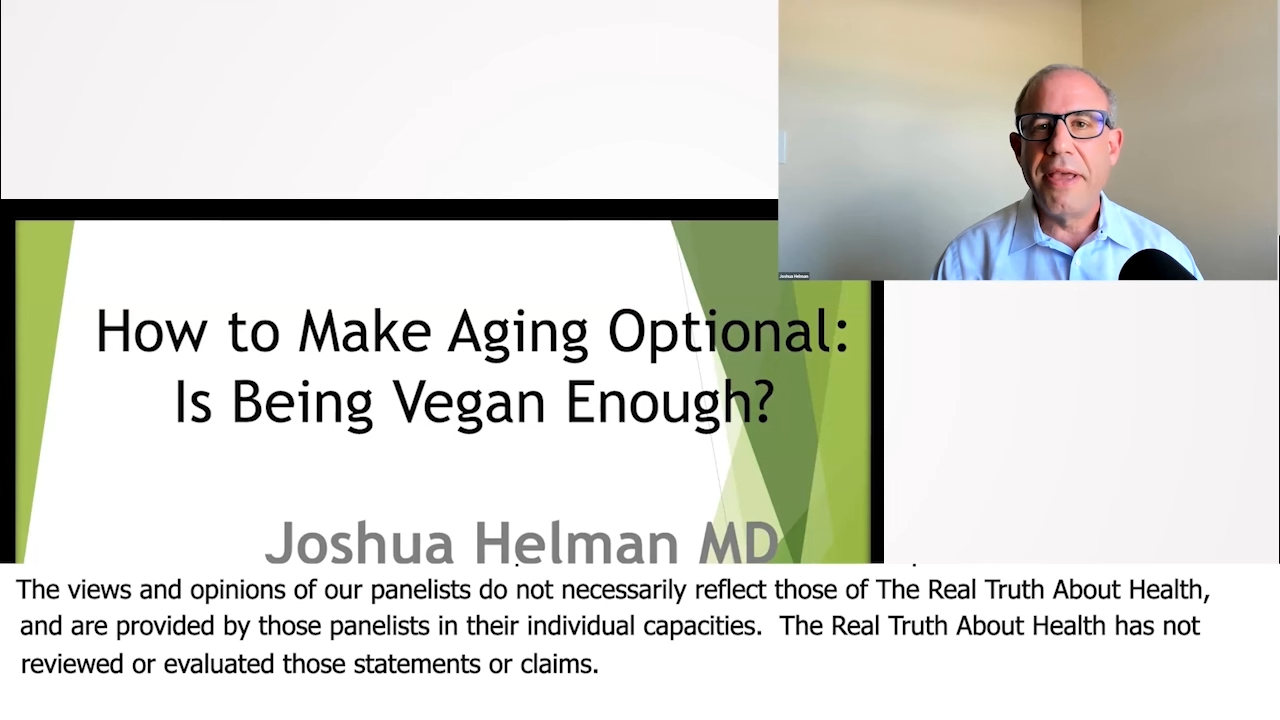 Joshua Helman
How to Make Aging Optional:
Is Being Vegan Enough?
Joshua Helman MD
The views and opinions of our panelists do not necessarily reflect those of The Real Truth About Health,
and are provided by those panelists in their individual capacities. The Real Truth About Health has not
reviewed or evaluated those statements or claims.